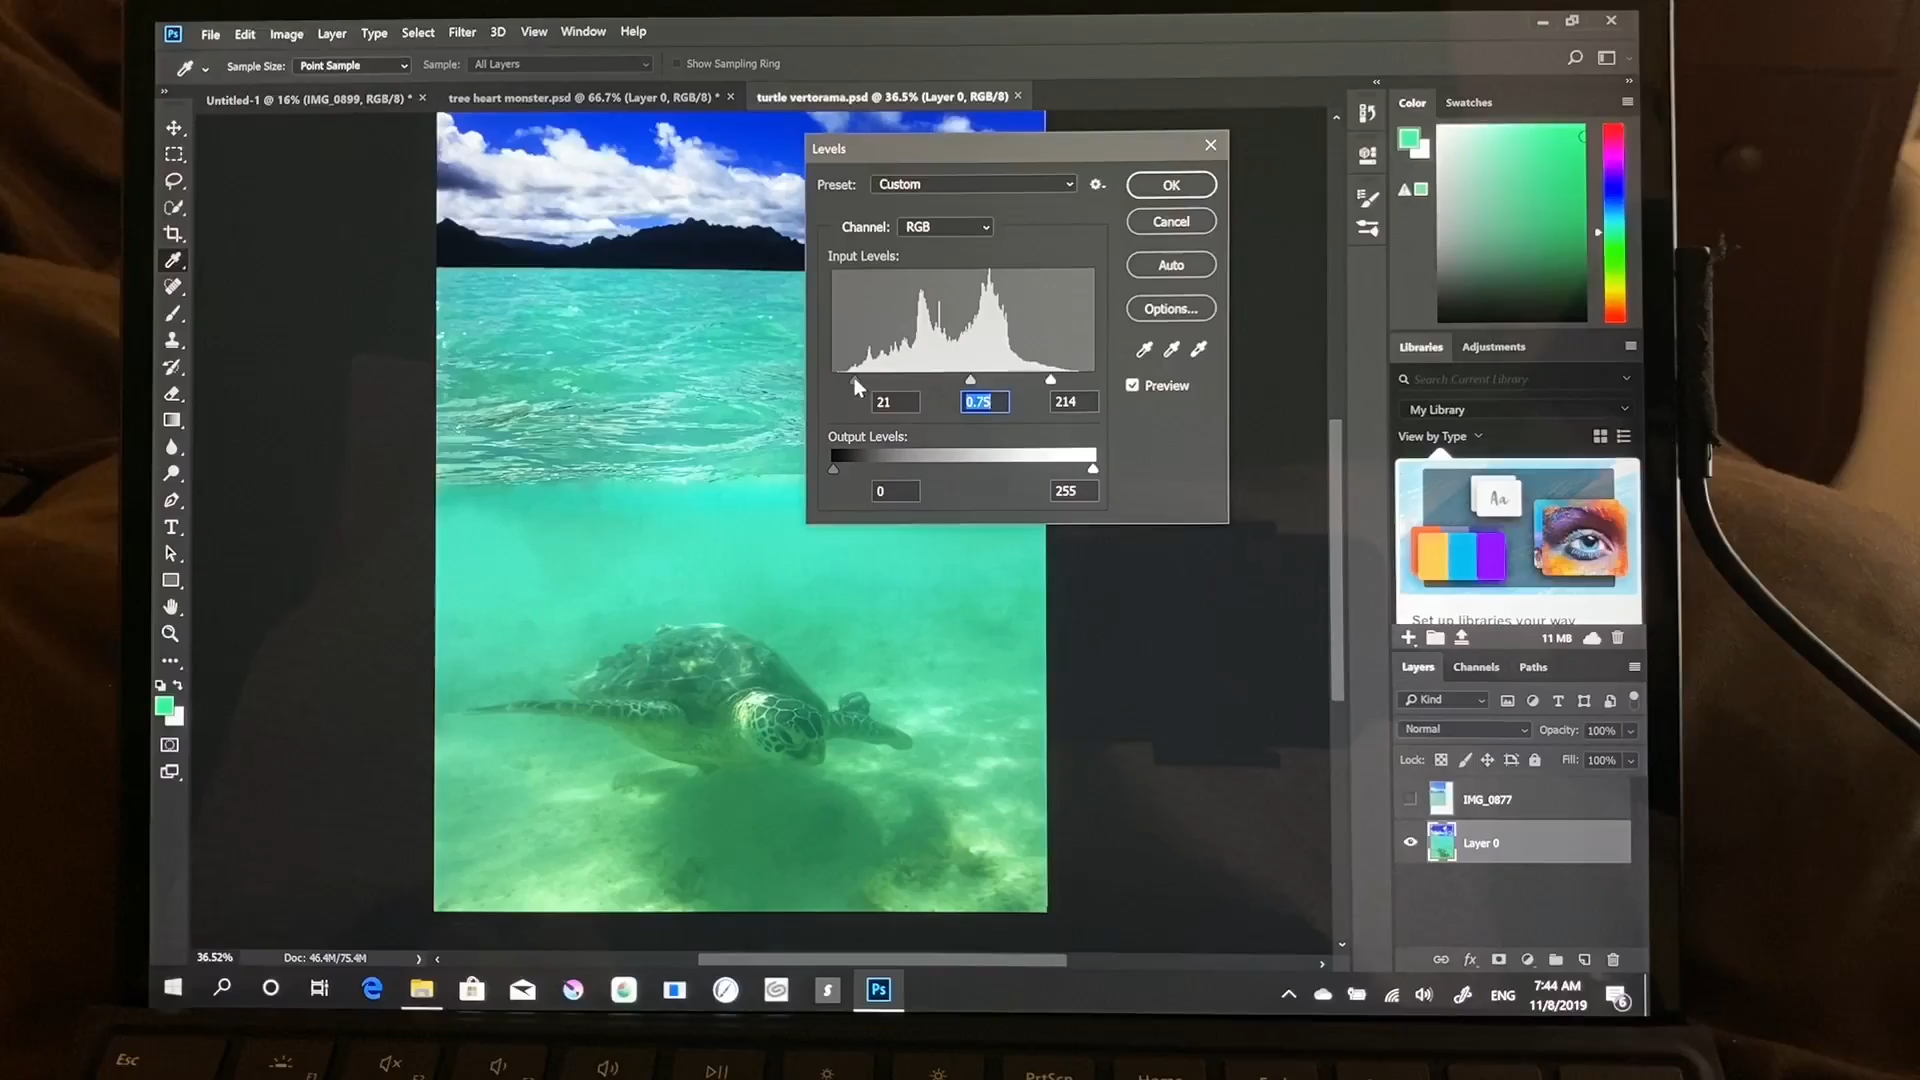 Ps File Edit Image Layer Type Select Filter 3D View Window Help
Sample Size: Point Sample Sample: All Layers Show Sampling Ring
Untitled-1 @ 16% (IMG_0899, RGB/8) * tree heart monster.psd @ 66.7% (Layer 0, RGB/8) * turtle vertorama.psd @ 36.5% (Layer 0, RGB/8)
Levels
Preset: Custom
OK
Cancel
Auto
Options...
Preview
Channel: RGB
Input Levels:
21 0.75 214
Output Levels:
0 255
Color Swatches
Libraries Adjustments
Search Current Library
My Library
View by Type
Aa
Set up libraries your way
11 MB
Layers Channels Paths
Kind
Normal Opacity: 100%
Lock: Fill: 100%
IMG_0877
Layer 0
36.52% Doc: 46.4M/75.4M
S Ps ENG 7:44 AM
11/8/2019 6
Esc F1 PrtScn